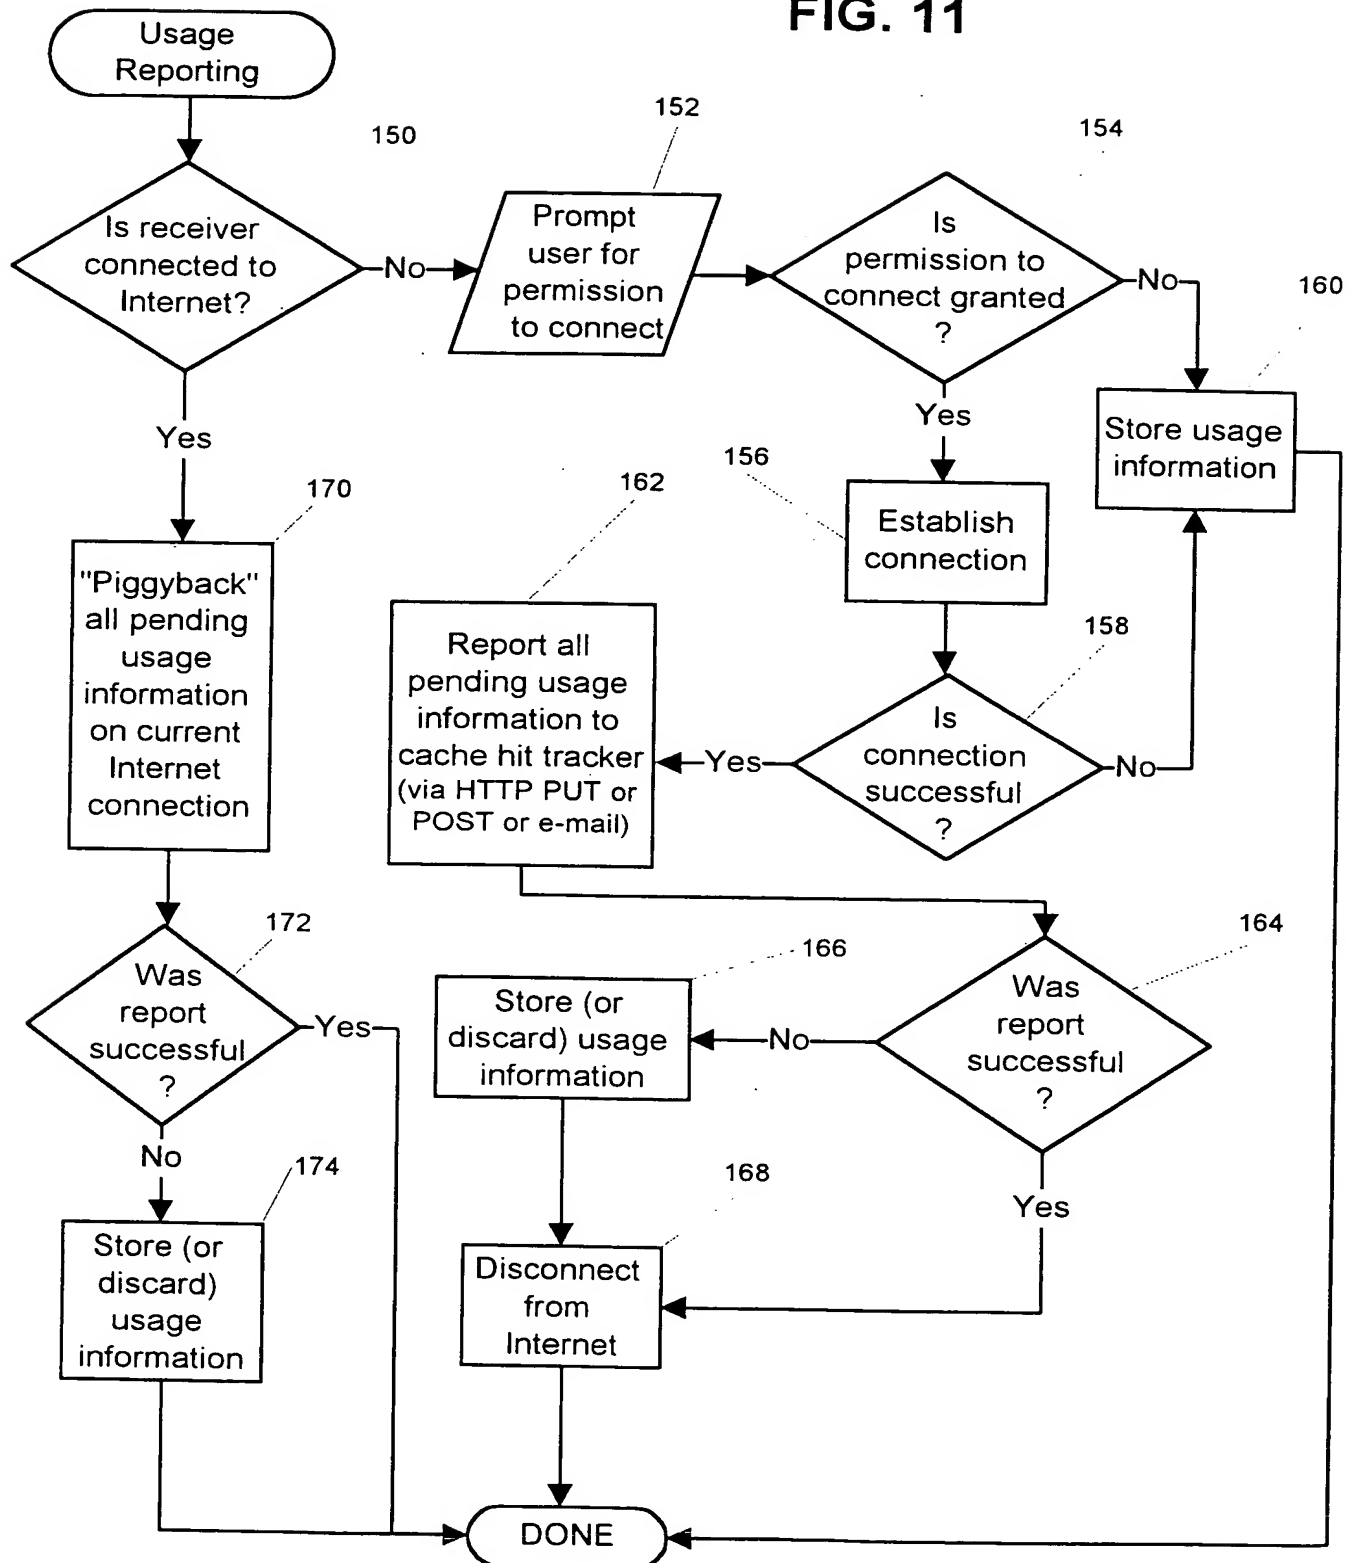 FIG. 11
Usage
Reporting
150
152
154
Is receiver
connected to
Internet?
No
Prompt
user for
permission
to connect
Is
permission to
connect granted
?
No
160
Yes
Yes
Store usage
information
170
162
156
Establish
connection
"Piggyback"
all pending
usage
information
on current
Internet
connection
Report all
pending usage
information to
cache hit tracker
(via HTTP PUT or
POST or e-mail)
158
Is
connection
successful
?
Yes
No
172
Was
report
successful
?
Yes
166
Store (or
discard) usage
information
No
164
Was
report
successful
?
No
174
Store (or
discard)
usage
information
168
Yes
Disconnect
from
Internet
DONE